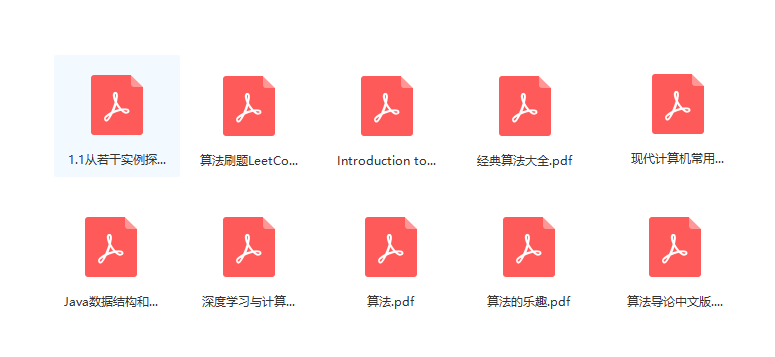 1.1从若干实例探...
算法刷题LeetCo...
Introduction to...
经典算法大全.pdf
现代计算机常用...
Java数据结构和...
深度学习与计算...
算法.pdf
算法的乐趣.pdf
算法导论中文版....